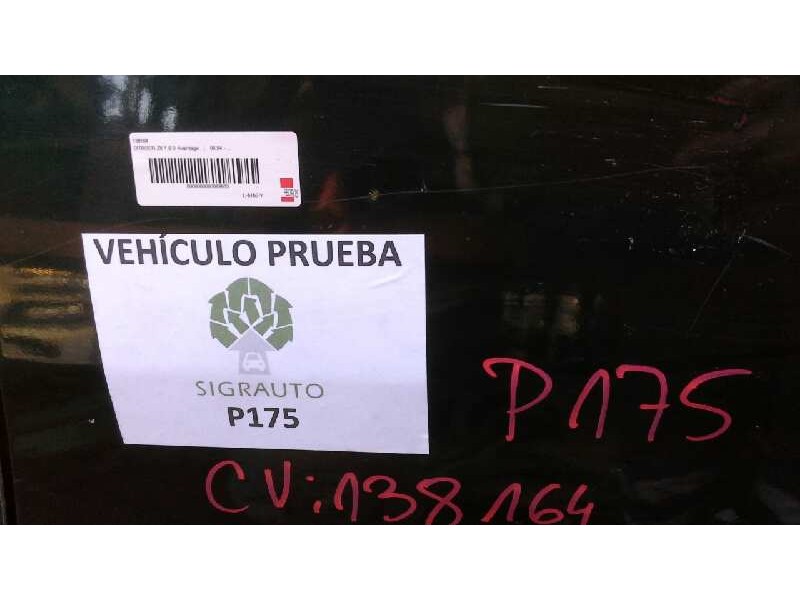 VEHÍCULO PRUEBA
SIGRAUTO
P175
P175
CV:138164